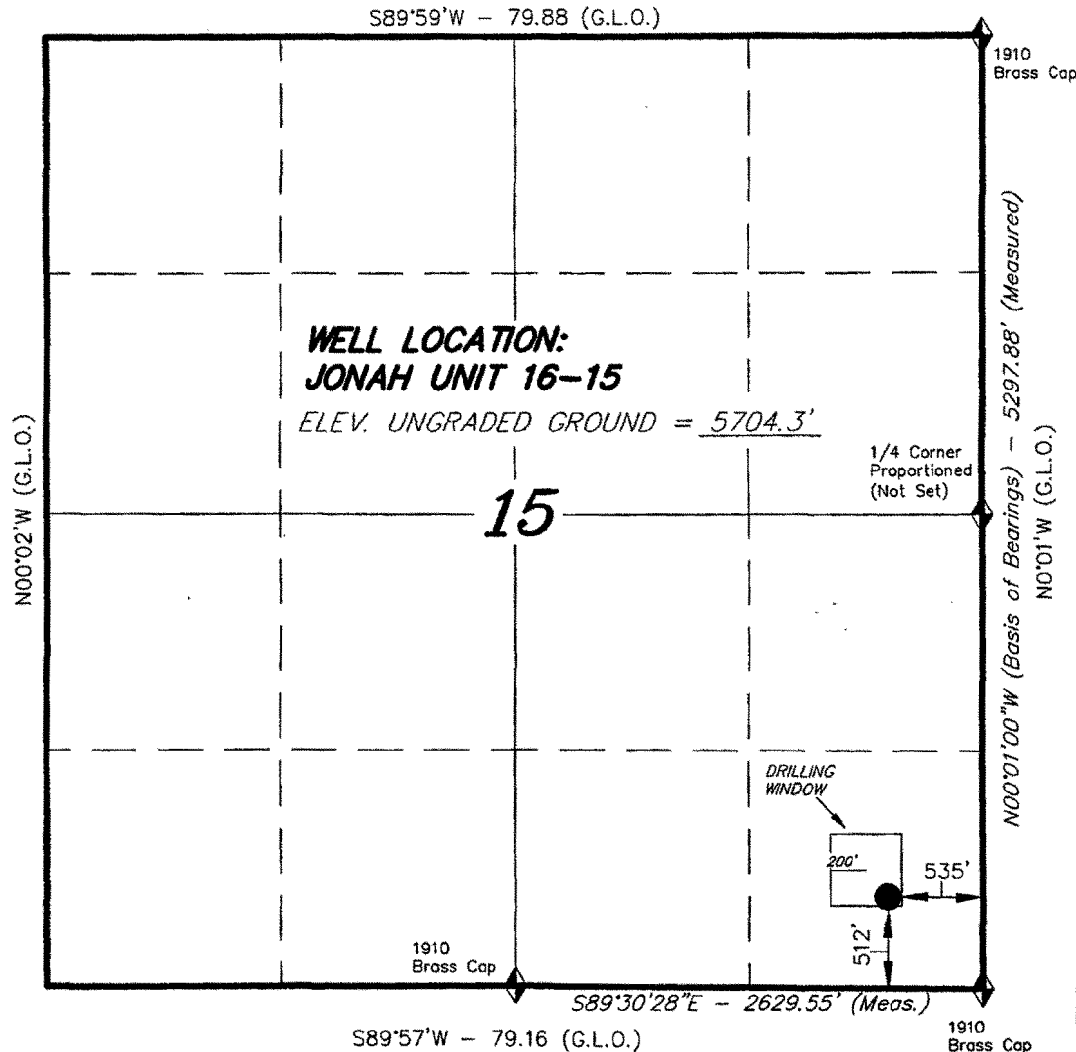 S89°59'W – 79.88 (G.L.O.)
1910
Brass Cap
WELL LOCATION:
JONAH UNIT 16–15
ELEV. UNGRADED GROUND = 5704.3'
1/4 Corner
Proportioned
(Not Set)
15
N00°02'W (G.L.O.)
N00°01'00"W (Basis of Bearings) – 5297.88' (Measured)
N0°01'W (G.L.O.)
DRILLING
WINDOW
200'
535'
512'
1910
Brass Cap
S89°30'28"E – 2629.55' (Meas.)
S89°57'W – 79.16 (G.L.O.)
1910
Brass Cap